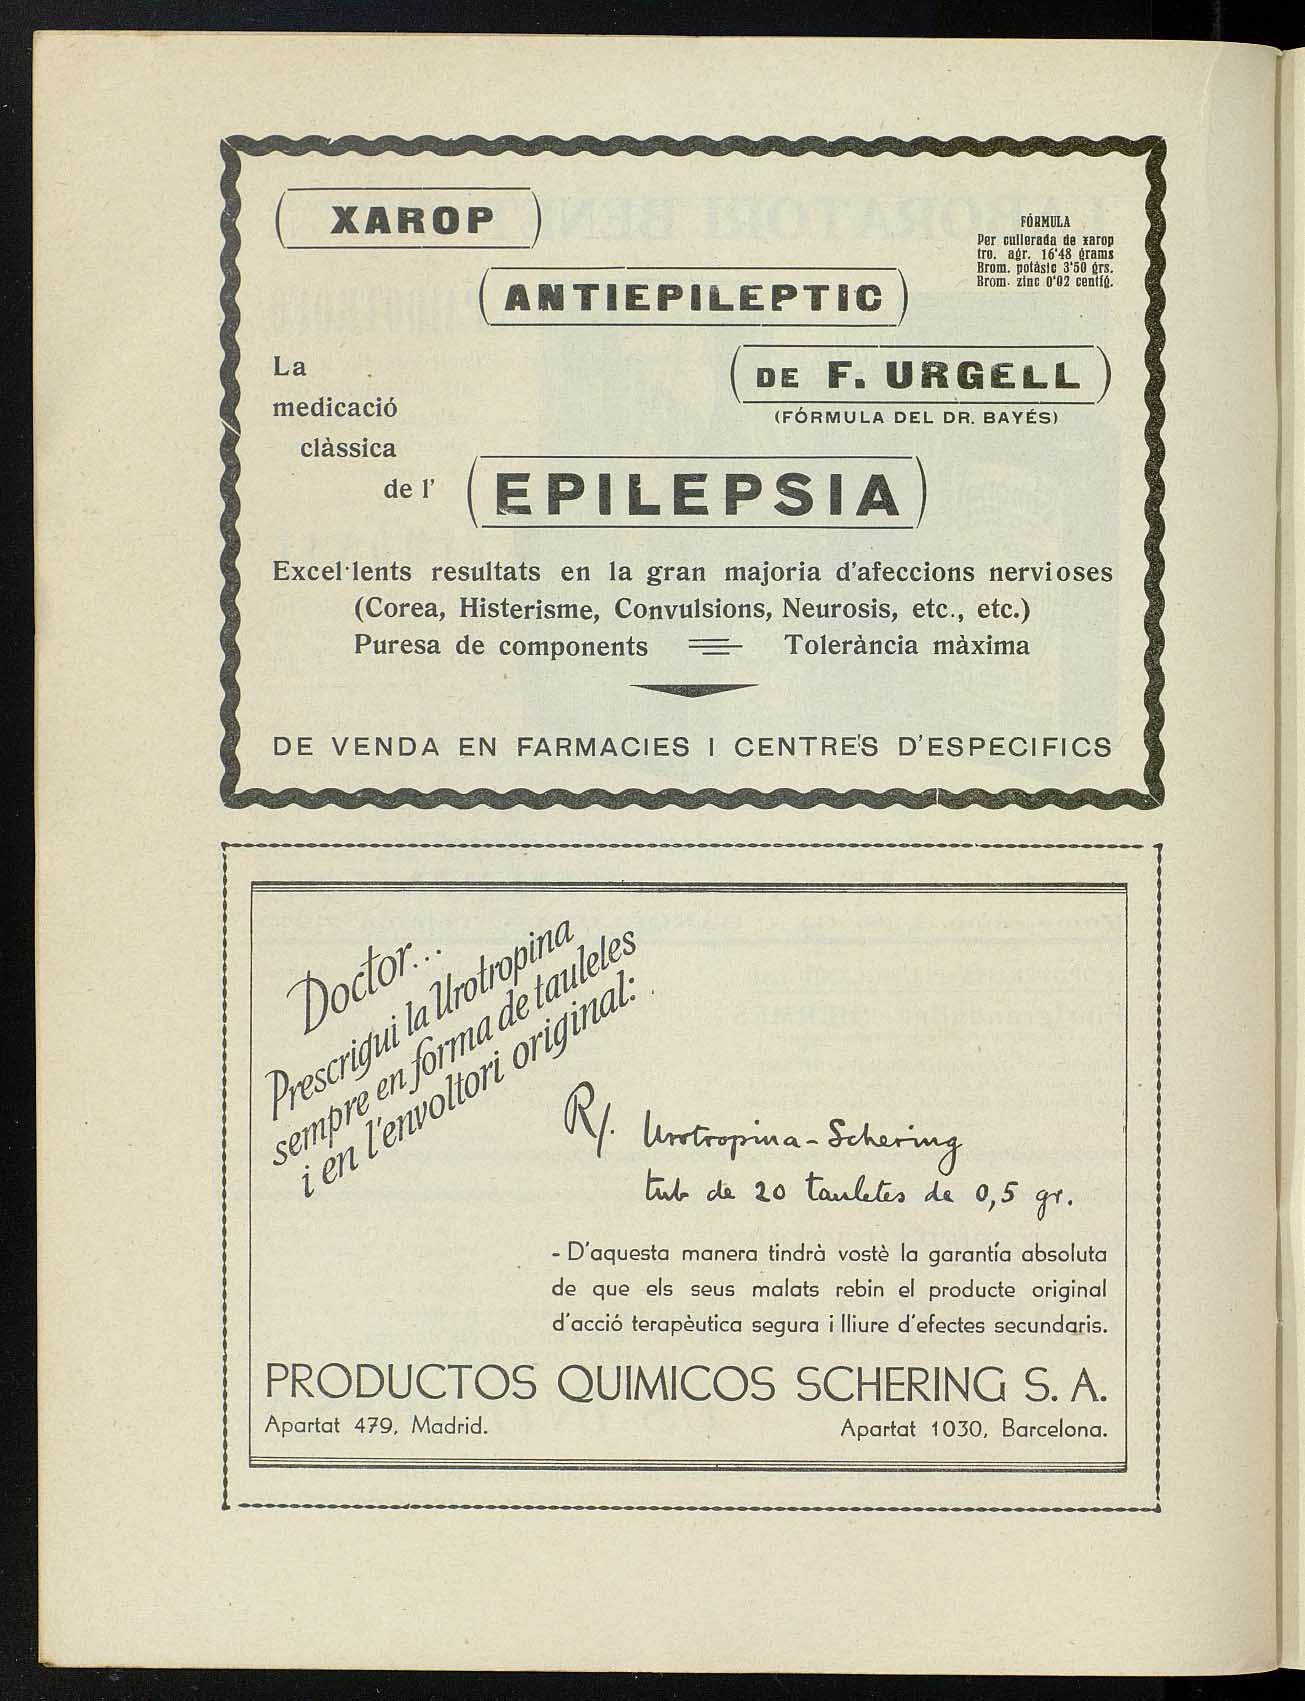 XAROP
ANTIEPILEPTIC
DE F. URGELL
(FÓRMULA DEL DR. BAYÉS)
FÓRMULA
Per cullerada de xarop
tro. agr. 16'48 grams
Brom. potàsic 3'50 grs.
Brom. zinc 0'02 centíg.
La
medicació
clàssica
de l'
EPILEPSIA
Excel·lents resultats en la gran majoria d'afeccions nervioses
(Corea, Histerisme, Convulsions, Neurosis, etc., etc.)
Puresa de components Tolerància màxima
DE VENDA EN FARMACIES I CENTRE'S D'ESPECIFICS
Doctor...
Prescrigui la Urotropina
sempre en forma de tauleles
i en l'envoltori original:
R/. Urotropina - Schering
tub de 20 tauletes de 0,5 gr.
- D'aquesta manera tindrà vostè la garantía absoluta
de que els seus malats rebin el producte original
d'acció terapèutica segura i lliure d'efectes secundaris.
PRODUCTOS QUIMICOS SCHERING S. A.
Apartat 479, Madrid. Apartat 1030, Barcelona.